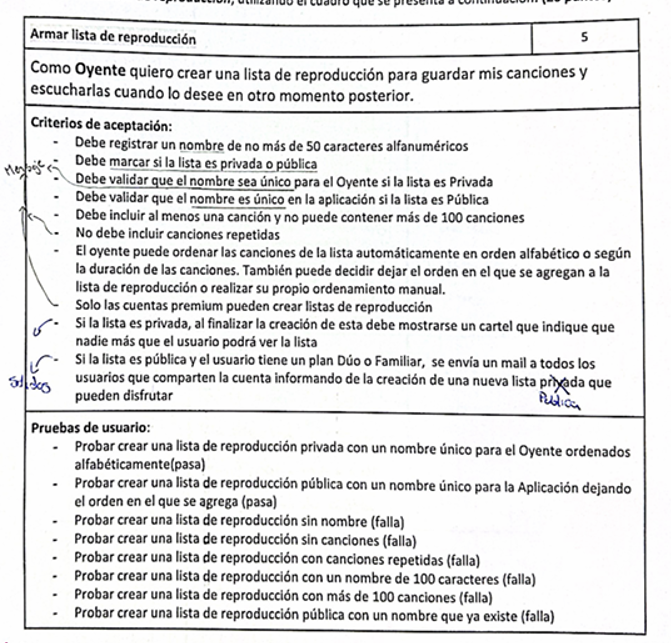 Armar lista de reproducción 5
Como Oyente quiero crear una lista de reproducción para guardar mis canciones y
escucharlas cuando lo desee en otro momento posterior.
Criterios de aceptación:
- Debe registrar un nombre de no más de 50 caracteres alfanuméricos
- Debe marcar si la lista es privada o pública
Mensaje
- Debe validar que el nombre sea único para el Oyente si la lista es Privada
- Debe validar que el nombre es único en la aplicación si la lista es Pública
- Debe incluir al menos una canción y no puede contener más de 100 canciones
- No debe incluir canciones repetidas
- El oyente puede ordenar las canciones de la lista automáticamente en orden alfabético o según
la duración de las canciones. También puede decidir dejar el orden en el que se agregan a la
lista de reproducción o realizar su propio ordenamiento manual.
- Solo las cuentas premium pueden crear listas de reproducción
- Si la lista es privada, al finalizar la creación de esta debe mostrarse un cartel que indique que
nadie más que el usuario podrá ver la lista
- Si la lista es pública y el usuario tiene un plan Dúo o Familiar, se envía un mail a todos los
Salidas
usuarios que comparten la cuenta informando de la creación de una nueva lista privada que
pueden disfrutar
Publica
Pruebas de usuario:
- Probar crear una lista de reproducción privada con un nombre único para el Oyente ordenados
alfabéticamente(pasa)
- Probar crear una lista de reproducción pública con un nombre único para la Aplicación dejando
el orden en el que se agrega (pasa)
- Probar crear una lista de reproducción sin nombre (falla)
- Probar crear una lista de reproducción sin canciones (falla)
- Probar crear una lista de reproducción con canciones repetidas (falla)
- Probar crear una lista de reproducción con un nombre de 100 caracteres (falla)
- Probar crear una lista de reproducción con más de 100 canciones (falla)
- Probar crear una lista de reproducción pública con un nombre que ya existe (falla)